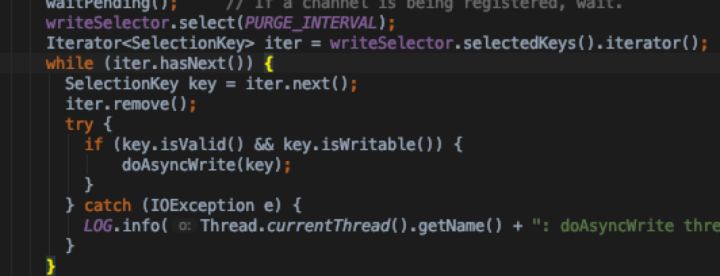 waitPending();     // If a channel is being registered, wait.
writeSelector.select(PURGE_INTERVAL);
Iterator<SelectionKey> iter = writeSelector.selectedKeys().iterator();
while (iter.hasNext()) {
  SelectionKey key = iter.next();
  iter.remove();
  try {
    if (key.isValid() && key.isWritable()) {
        doAsyncWrite(key);
    }
  } catch (IOException e) {
    LOG.info( o: Thread.currentThread().getName() + ": doAsyncWrite thre
  }
}